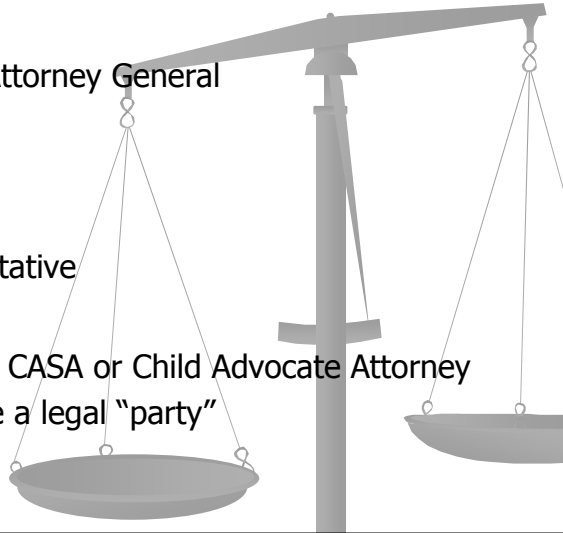 ttorney General
tative
CASA or Child Advocate Attorney
a legal “party”